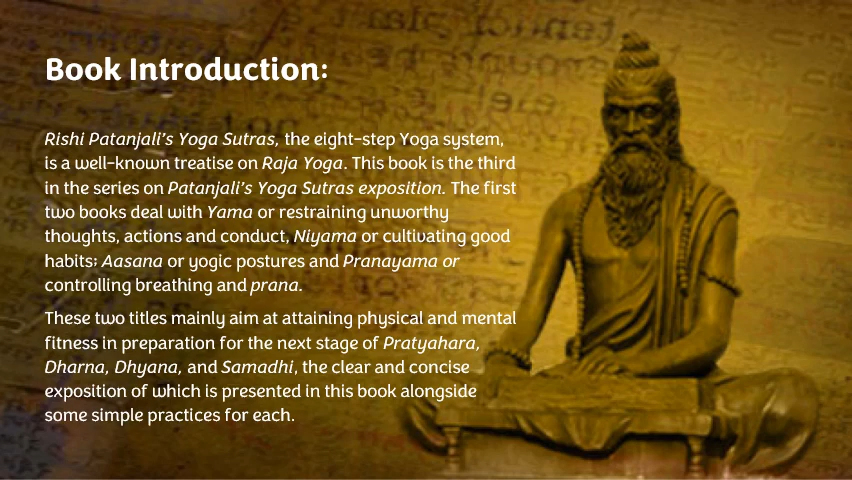 Book Introduction:
Rishi Patanjali's Yoga Sutras, the eight-step Yoga system,
is a well-known treatise on Raja Yoga. This book is the third
in the series on Patanjali's Yoga Sutras exposition. The first
two books deal with Yama or restraining unworthy
thoughts, actions and conduct, Niyama or cultivating good
habits; Aasana or yogic postures and Pranayama or
controlling breathing and prana.
These two titles mainly aim at attaining physical and mental
fitness in preparation for the next stage of Pratyahara,
Dharna, Dhyana, and Samadhi, the clear and concise
exposition of which is presented in this book alongside
some simple practices for each.